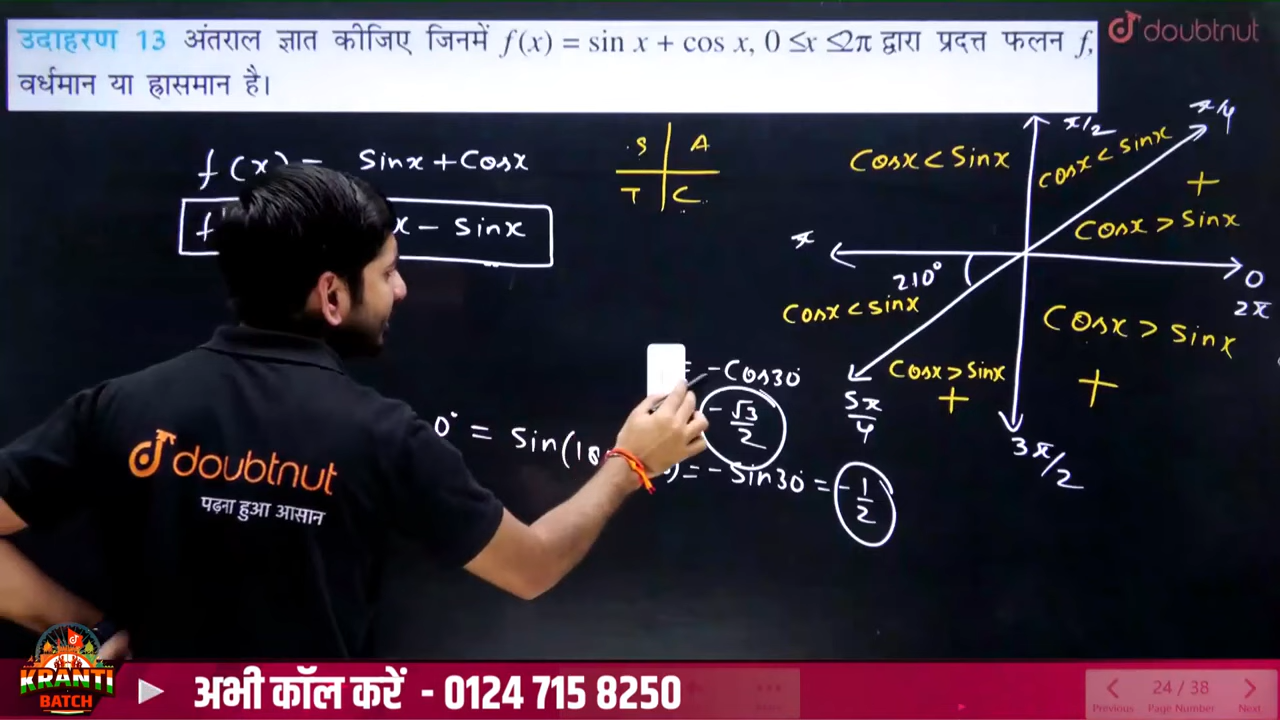 उदाहरण 13 अंतराल ज्ञात कीजिए जिनमें f(x) = sin x + cos x, 0 ≤ x ≤ 2π द्वारा प्रदत्त फलन f,
वर्धमान या ह्रासमान है।
doubtnut
f(x) = Sinx + Cosx
x - sinx
S A
T C
π/2
π/4
Cosx < Sinx
Cosx < sinx
+
Cosx > Sinx
π
0
2π
210°
Cosx < sinx
Cosx > Sinx
Cosx > Sinx
+
+
5π/4
3π/2
= -Cos30
-√3/2
0° = Sin(18
) = - Sin30 = -1/2
doubtnut
पढ़ना हुआ आसान
KRANTI
BATCH
अभी कॉल करें - 0124 715 8250
24 / 38
Previous Page Number Next